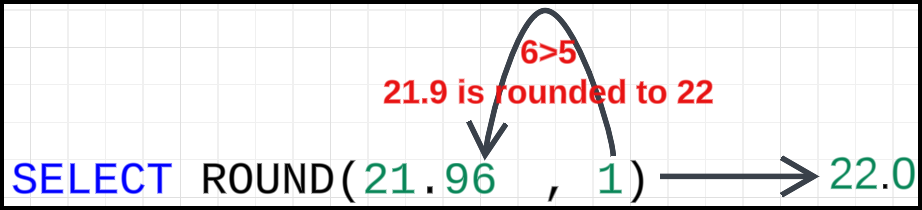 6>5
21.9 is rounded to 22
SELECT ROUND(21.96 , 1) 22.0